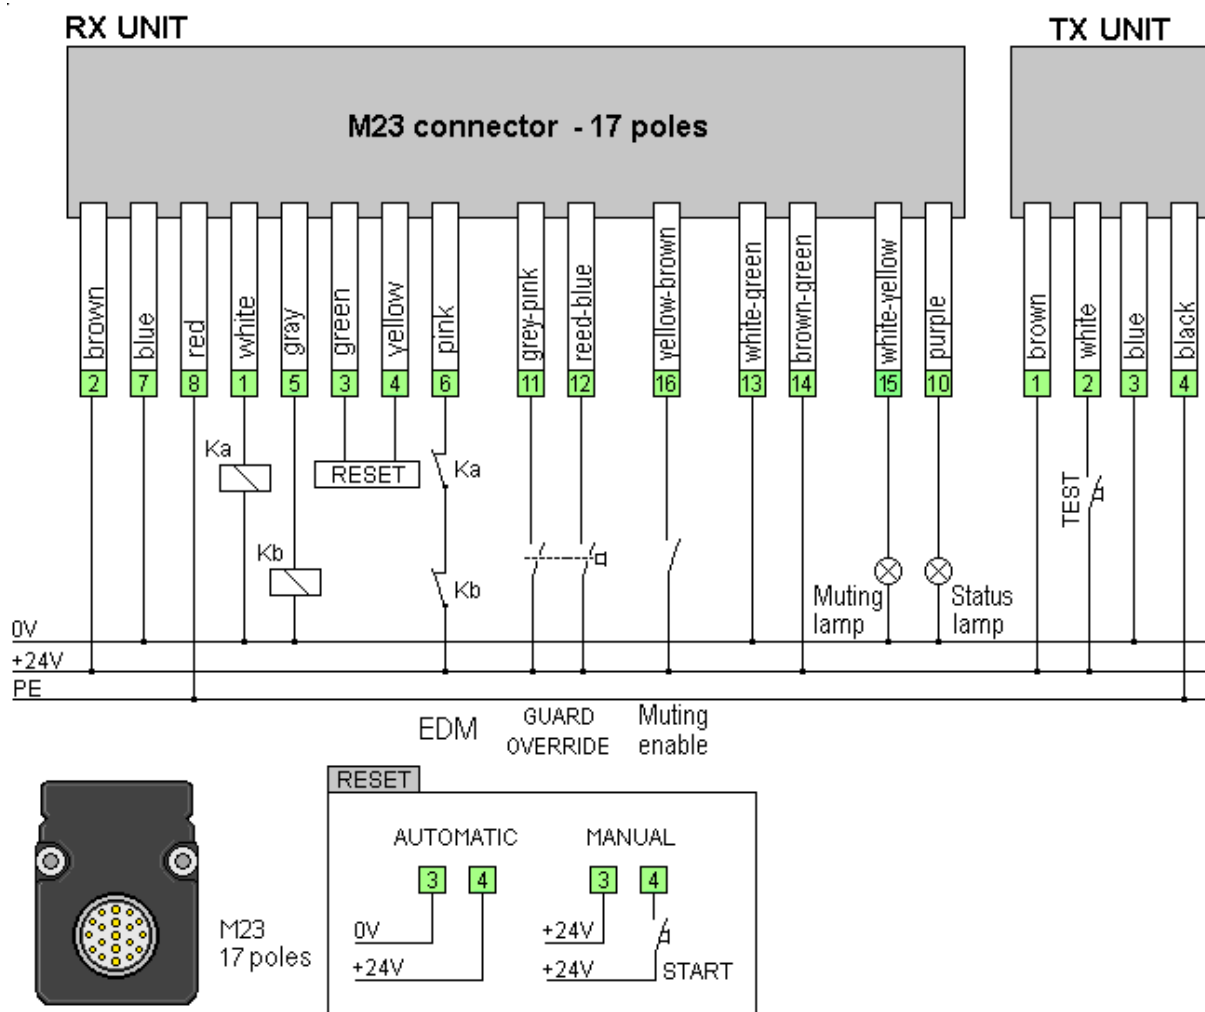 RX UNIT
TX UNIT
M23 connector - 17 poles
brown
blue
red
white
gray
green
yellow
pink
grey-pink
reed-blue
yellow-brown
white-green
brown-green
white-yellow
purple
brown
white
blue
black
2 7 8 1 5 3 4 6 11 12 16 13 14 15 10 1 2 3 4
Ka
RESET
Ka
TEST
Kb
Kb
Muting
lamp
Status
lamp
0V
+24V
PE
EDM
GUARD
OVERRIDE
Muting
enable
RESET
AUTOMATIC
MANUAL
3 4
3 4
0V
+24V
+24V
+24V
START
M23
17 poles